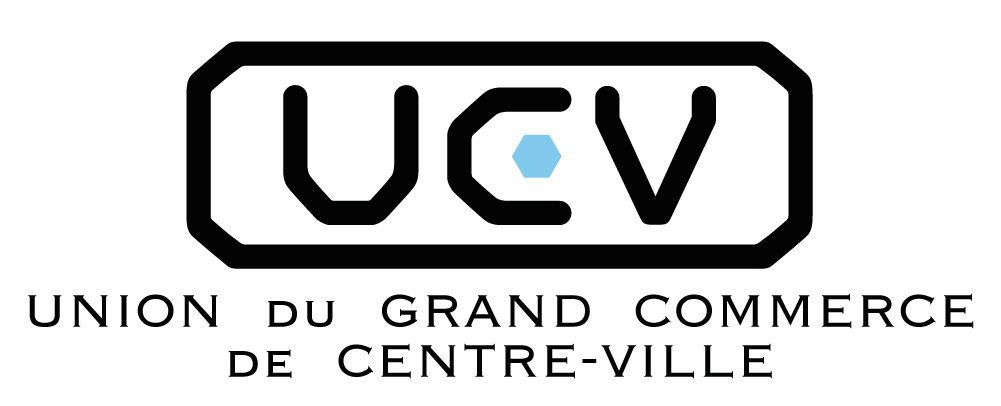 UCV
UNION DU GRAND COMMERCE
DE CENTRE-VILLE